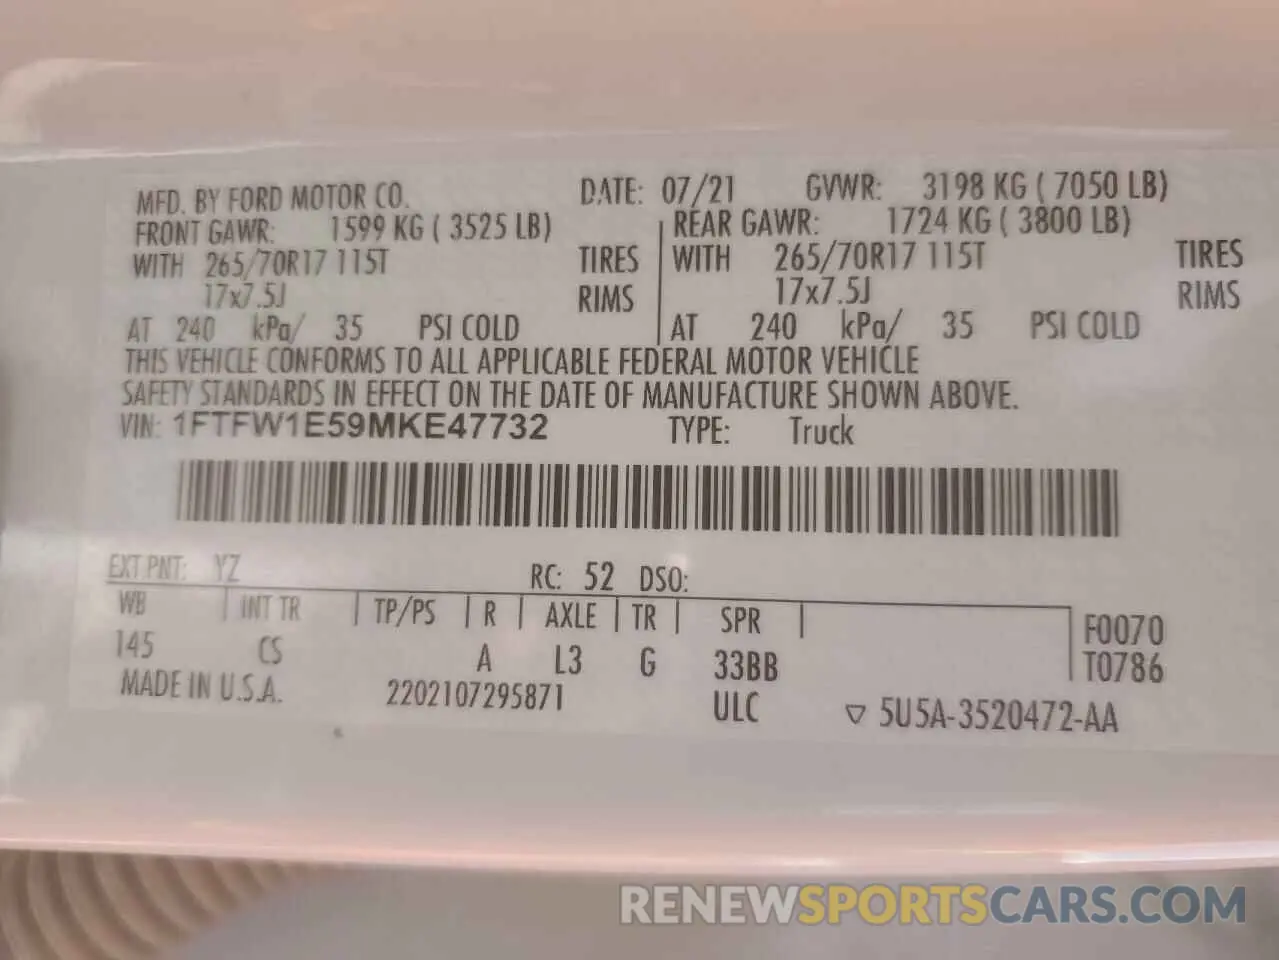 MFD. BY FORD MOTOR CO. DATE: 07/21 GVWR: 3198 KG ( 7050 LB)
FRONT GAWR: 1599 KG ( 3525 LB) REAR GAWR: 1724 KG ( 3800 LB)
WITH 265/70R17 115T TIRES WITH 265/70R17 115T TIRES
17x7.5J RIMS 17x7.5J RIMS
AT 240 kPa/ 35 PSI COLD AT 240 kPa/ 35 PSI COLD
THIS VEHICLE CONFORMS TO ALL APPLICABLE FEDERAL MOTOR VEHICLE
SAFETY STANDARDS IN EFFECT ON THE DATE OF MANUFACTURE SHOWN ABOVE.
VIN: 1FTFW1E59MKE47732 TYPE: Truck
EXT PNT: YZ RC: 52 DSO:
WB INT TR TP/PS R AXLE TR SPR F0070
145 CS A L3 G 33BB T0786
MADE IN U.S.A. 2202107295871 ULC ▽ 5U5A-3520472-AA
RENEWSPORTSCARS.COM